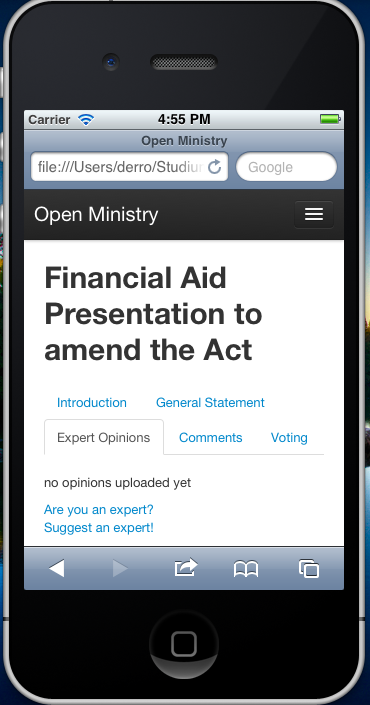 Carrier 4:55 PM
Open Ministry
file:///Users/derro/Studiu Google
Open Ministry
Financial Aid
Presentation to
amend the Act
Introduction General Statement
Expert Opinions Comments Voting
no opinions uploaded yet
Are you an expert?
Suggest an expert!